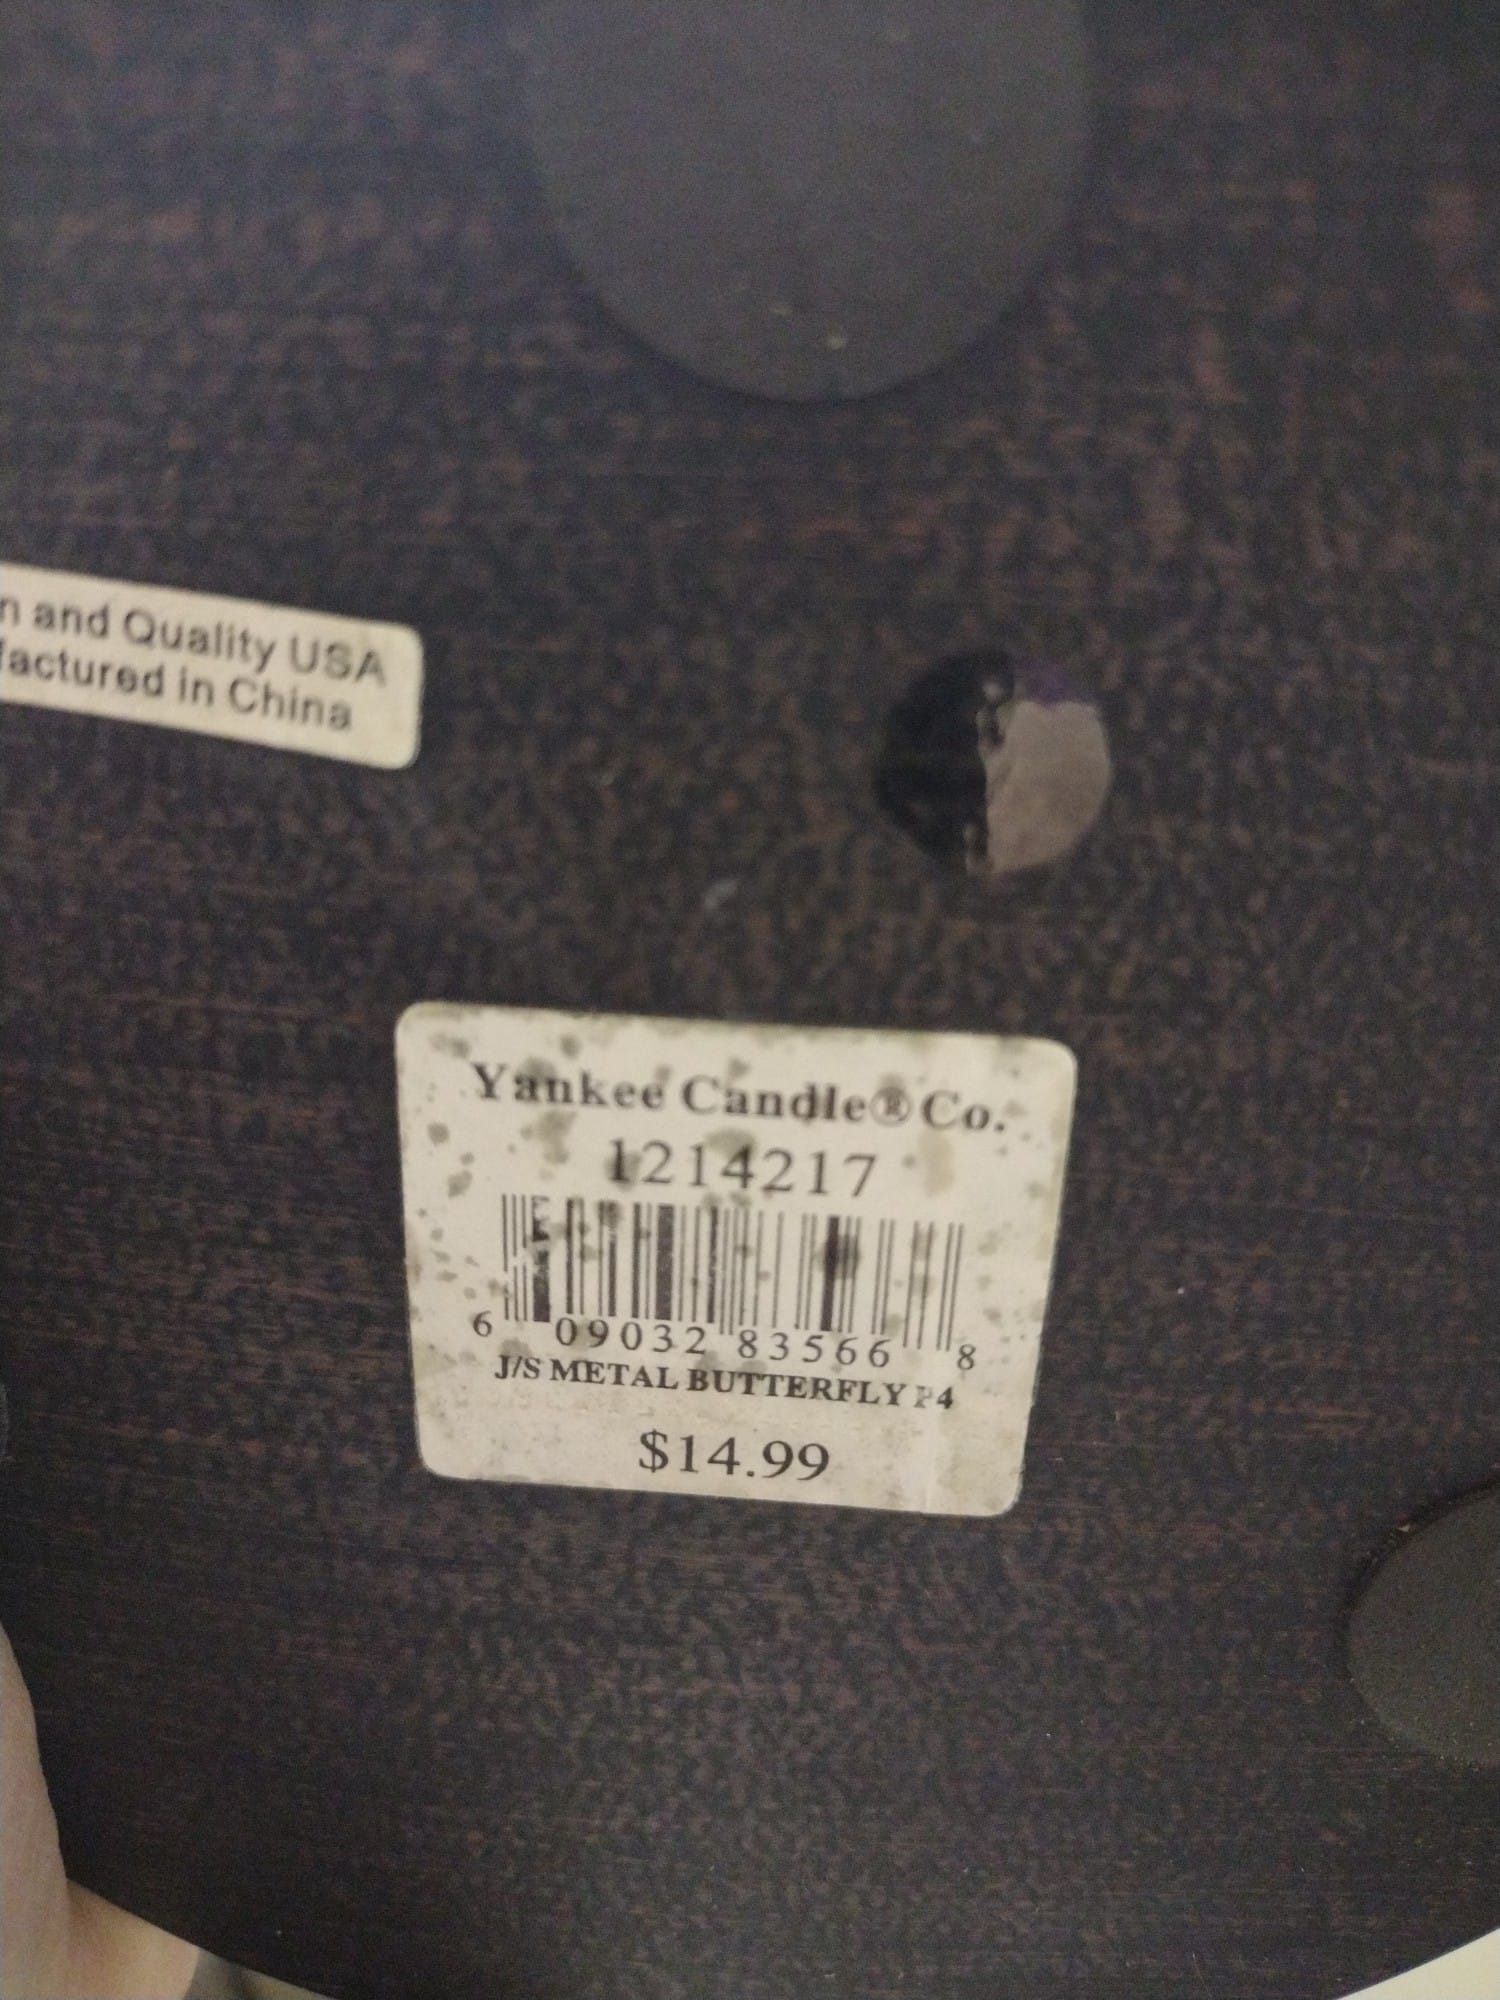 n and Quality USA
factured in China
Yankee Candle® Co.
1214217
6 09032 83566 8
J/S METAL BUTTERFLY P4
$14.99